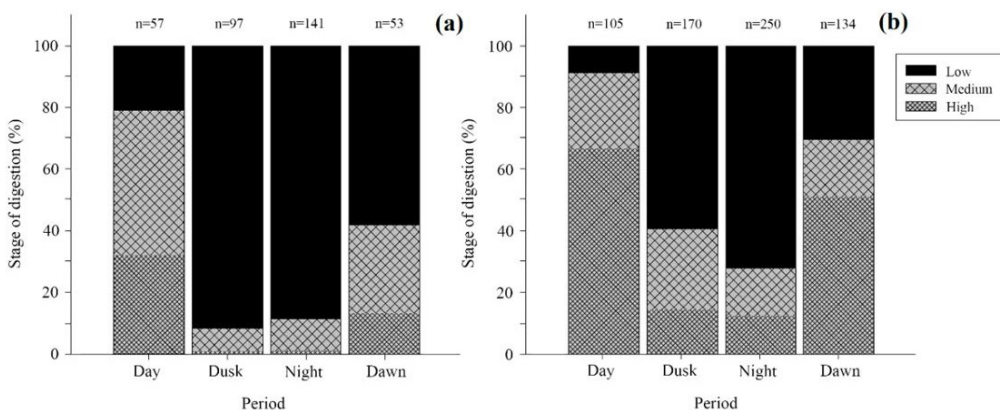 n=57 n=97 n=141 n=53 (a)
100
80
60
40
20
0
Stage of digestion (%)
Day Dusk Night Dawn
Period
n=105 n=170 n=250 n=134 (b)
100
80
60
40
20
0
Stage of digestion (%)
Day Dusk Night Dawn
Period
Low
Medium
High